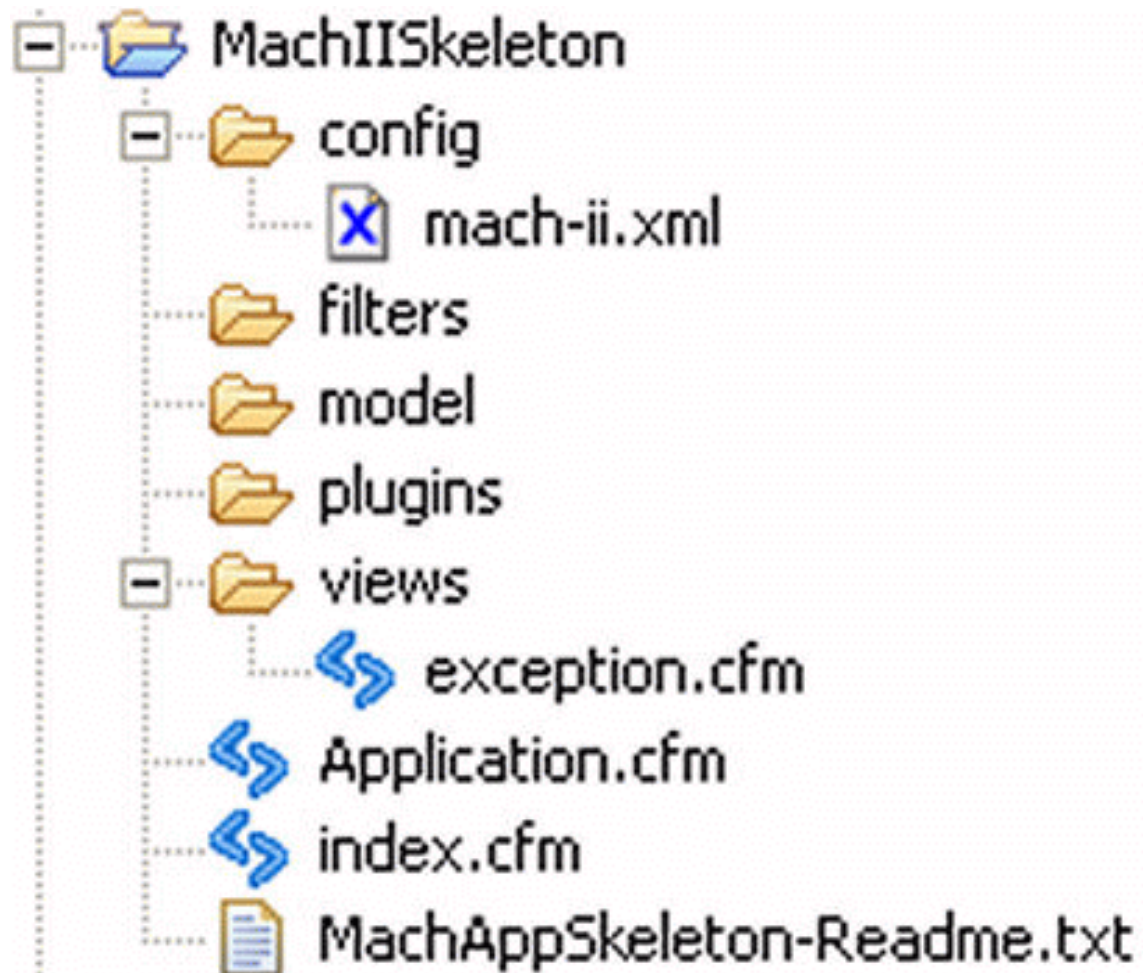 MachIISkeleton
config
mach-ii.xml
filters
model
plugins
views
exception.cfm
Application.cfm
index.cfm
MachAppSkeleton-Readme.txt